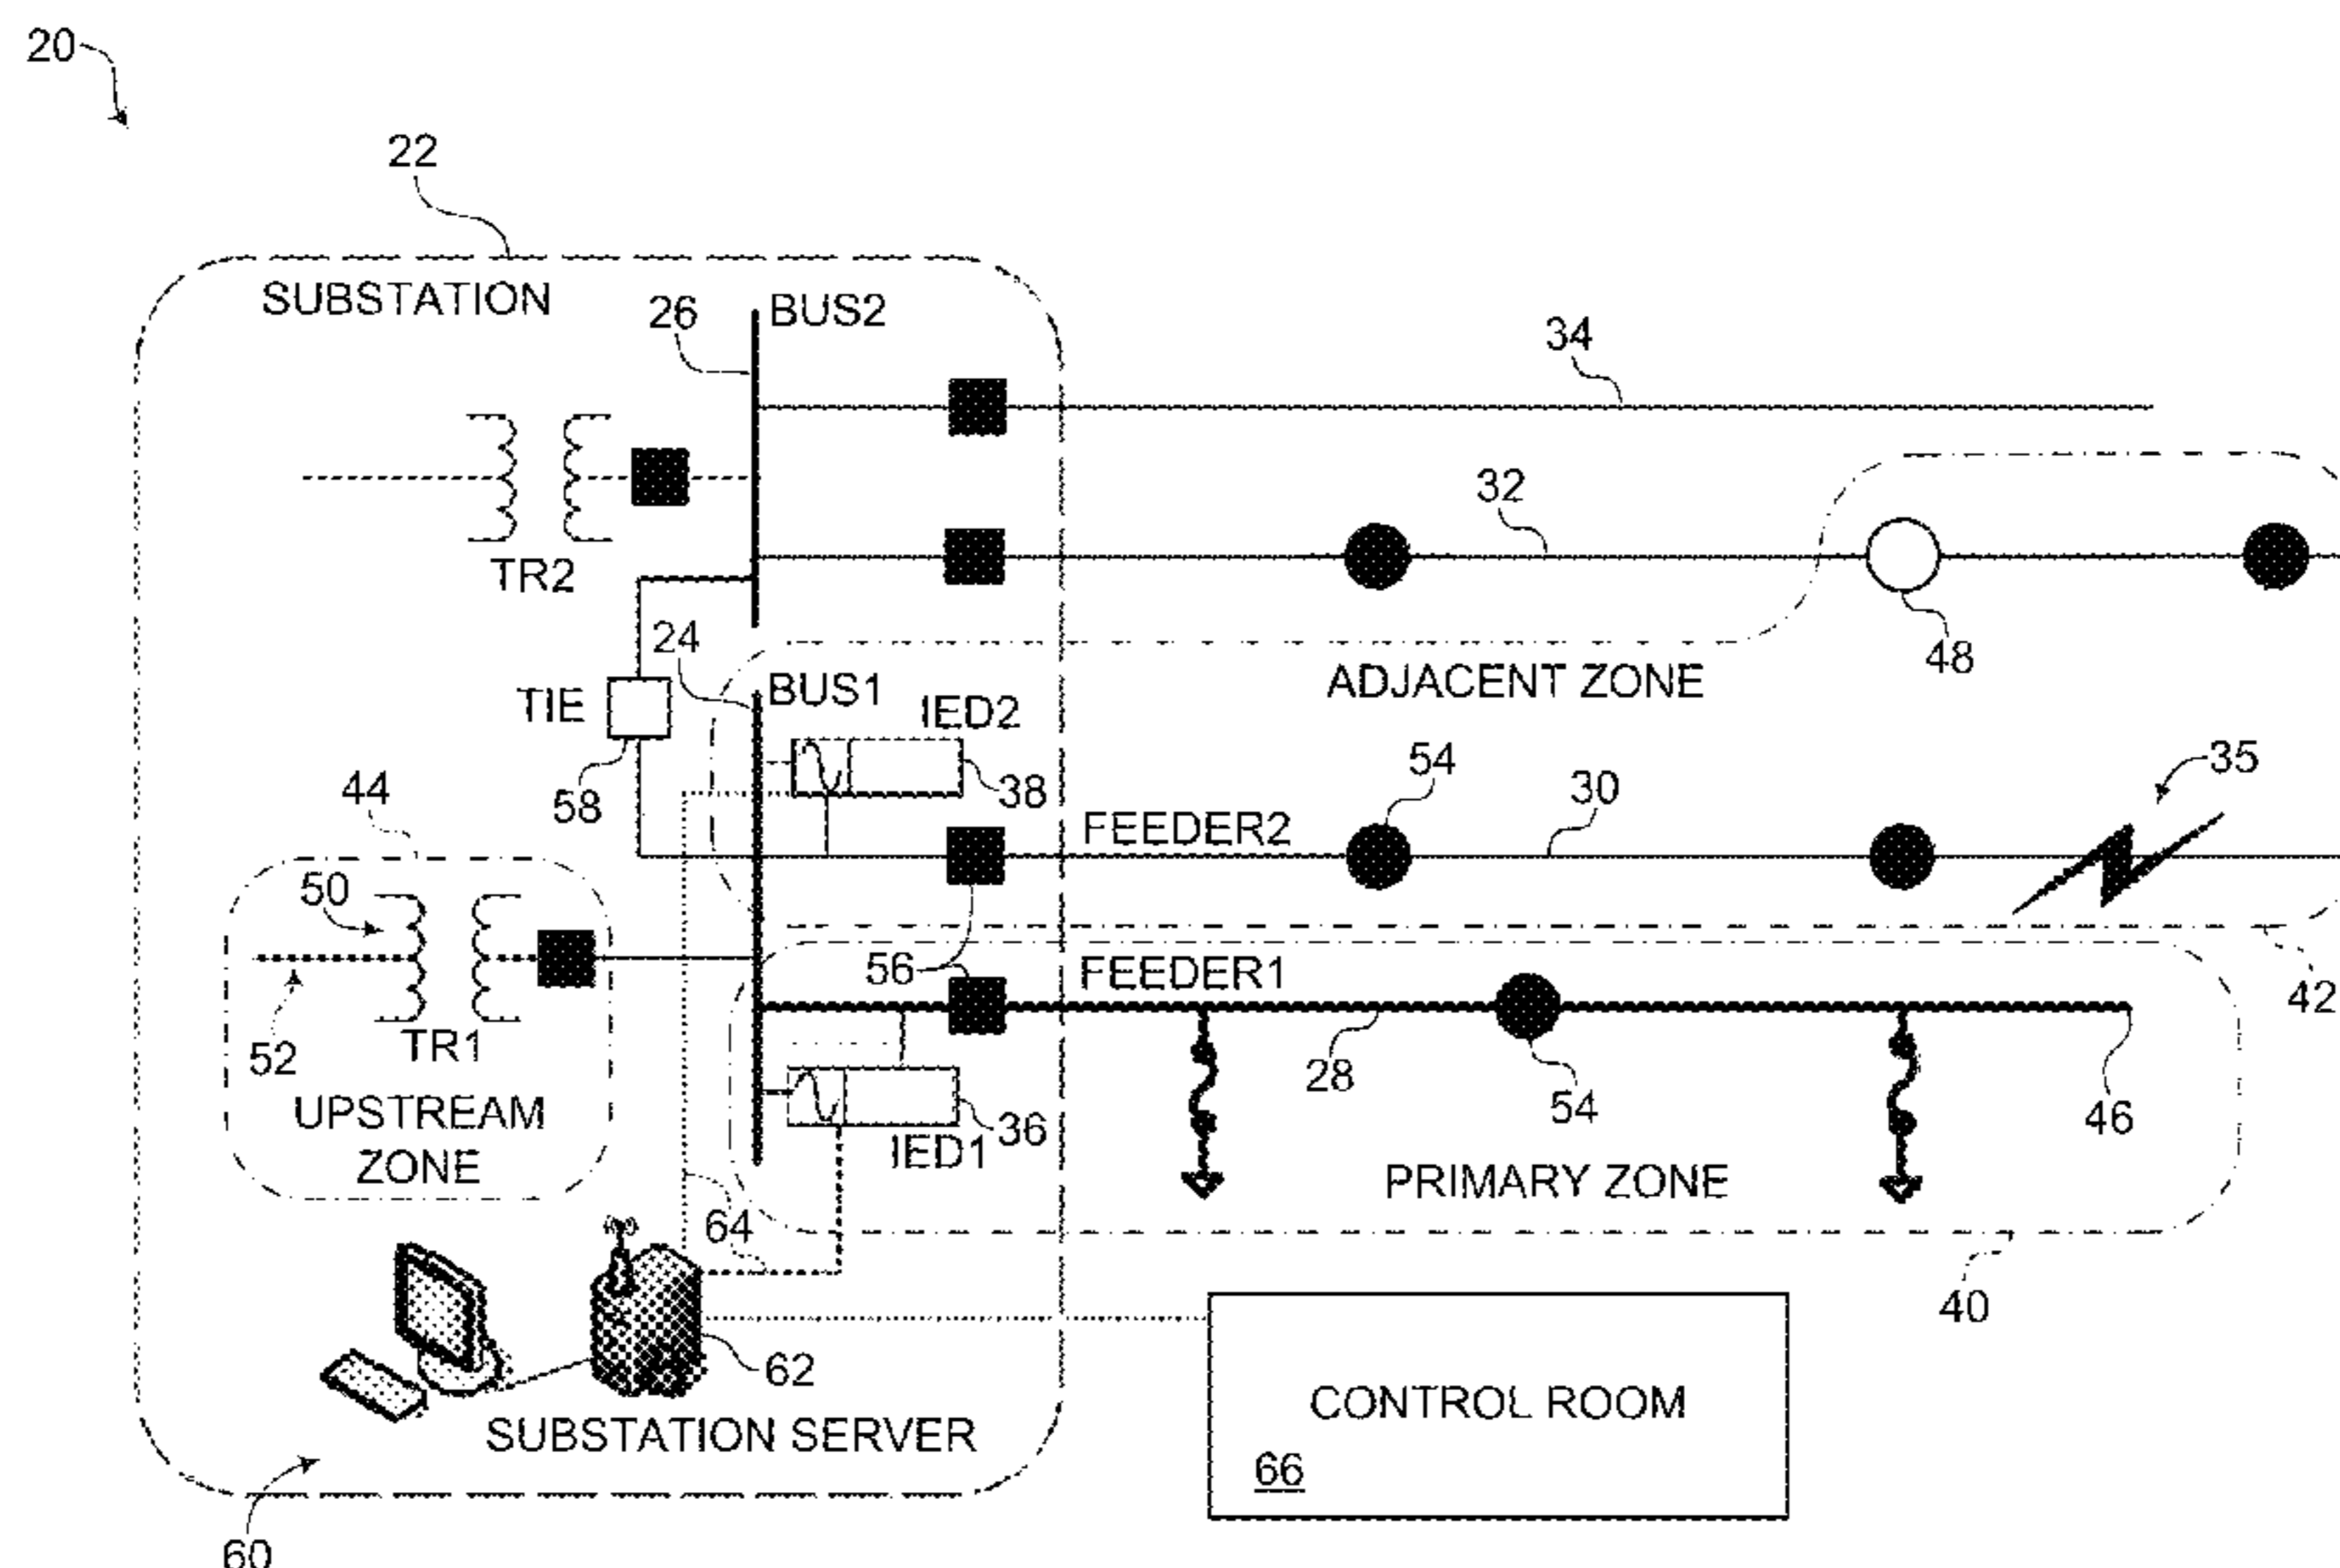 20
22
SUBSTATION
26
BUS2
34
32
TR2
24
48
ADJACENT ZONE
TIE
BUS1
IED2
54
35
44
58
38
30
FEEDER2
50
56
FEEDER1
42
52
TR1
28
54
46
UPSTREAM
ZONE
IED1
36
PRIMARY ZONE
64
40
62
CONTROL ROOM
SUBSTATION SERVER
66
60